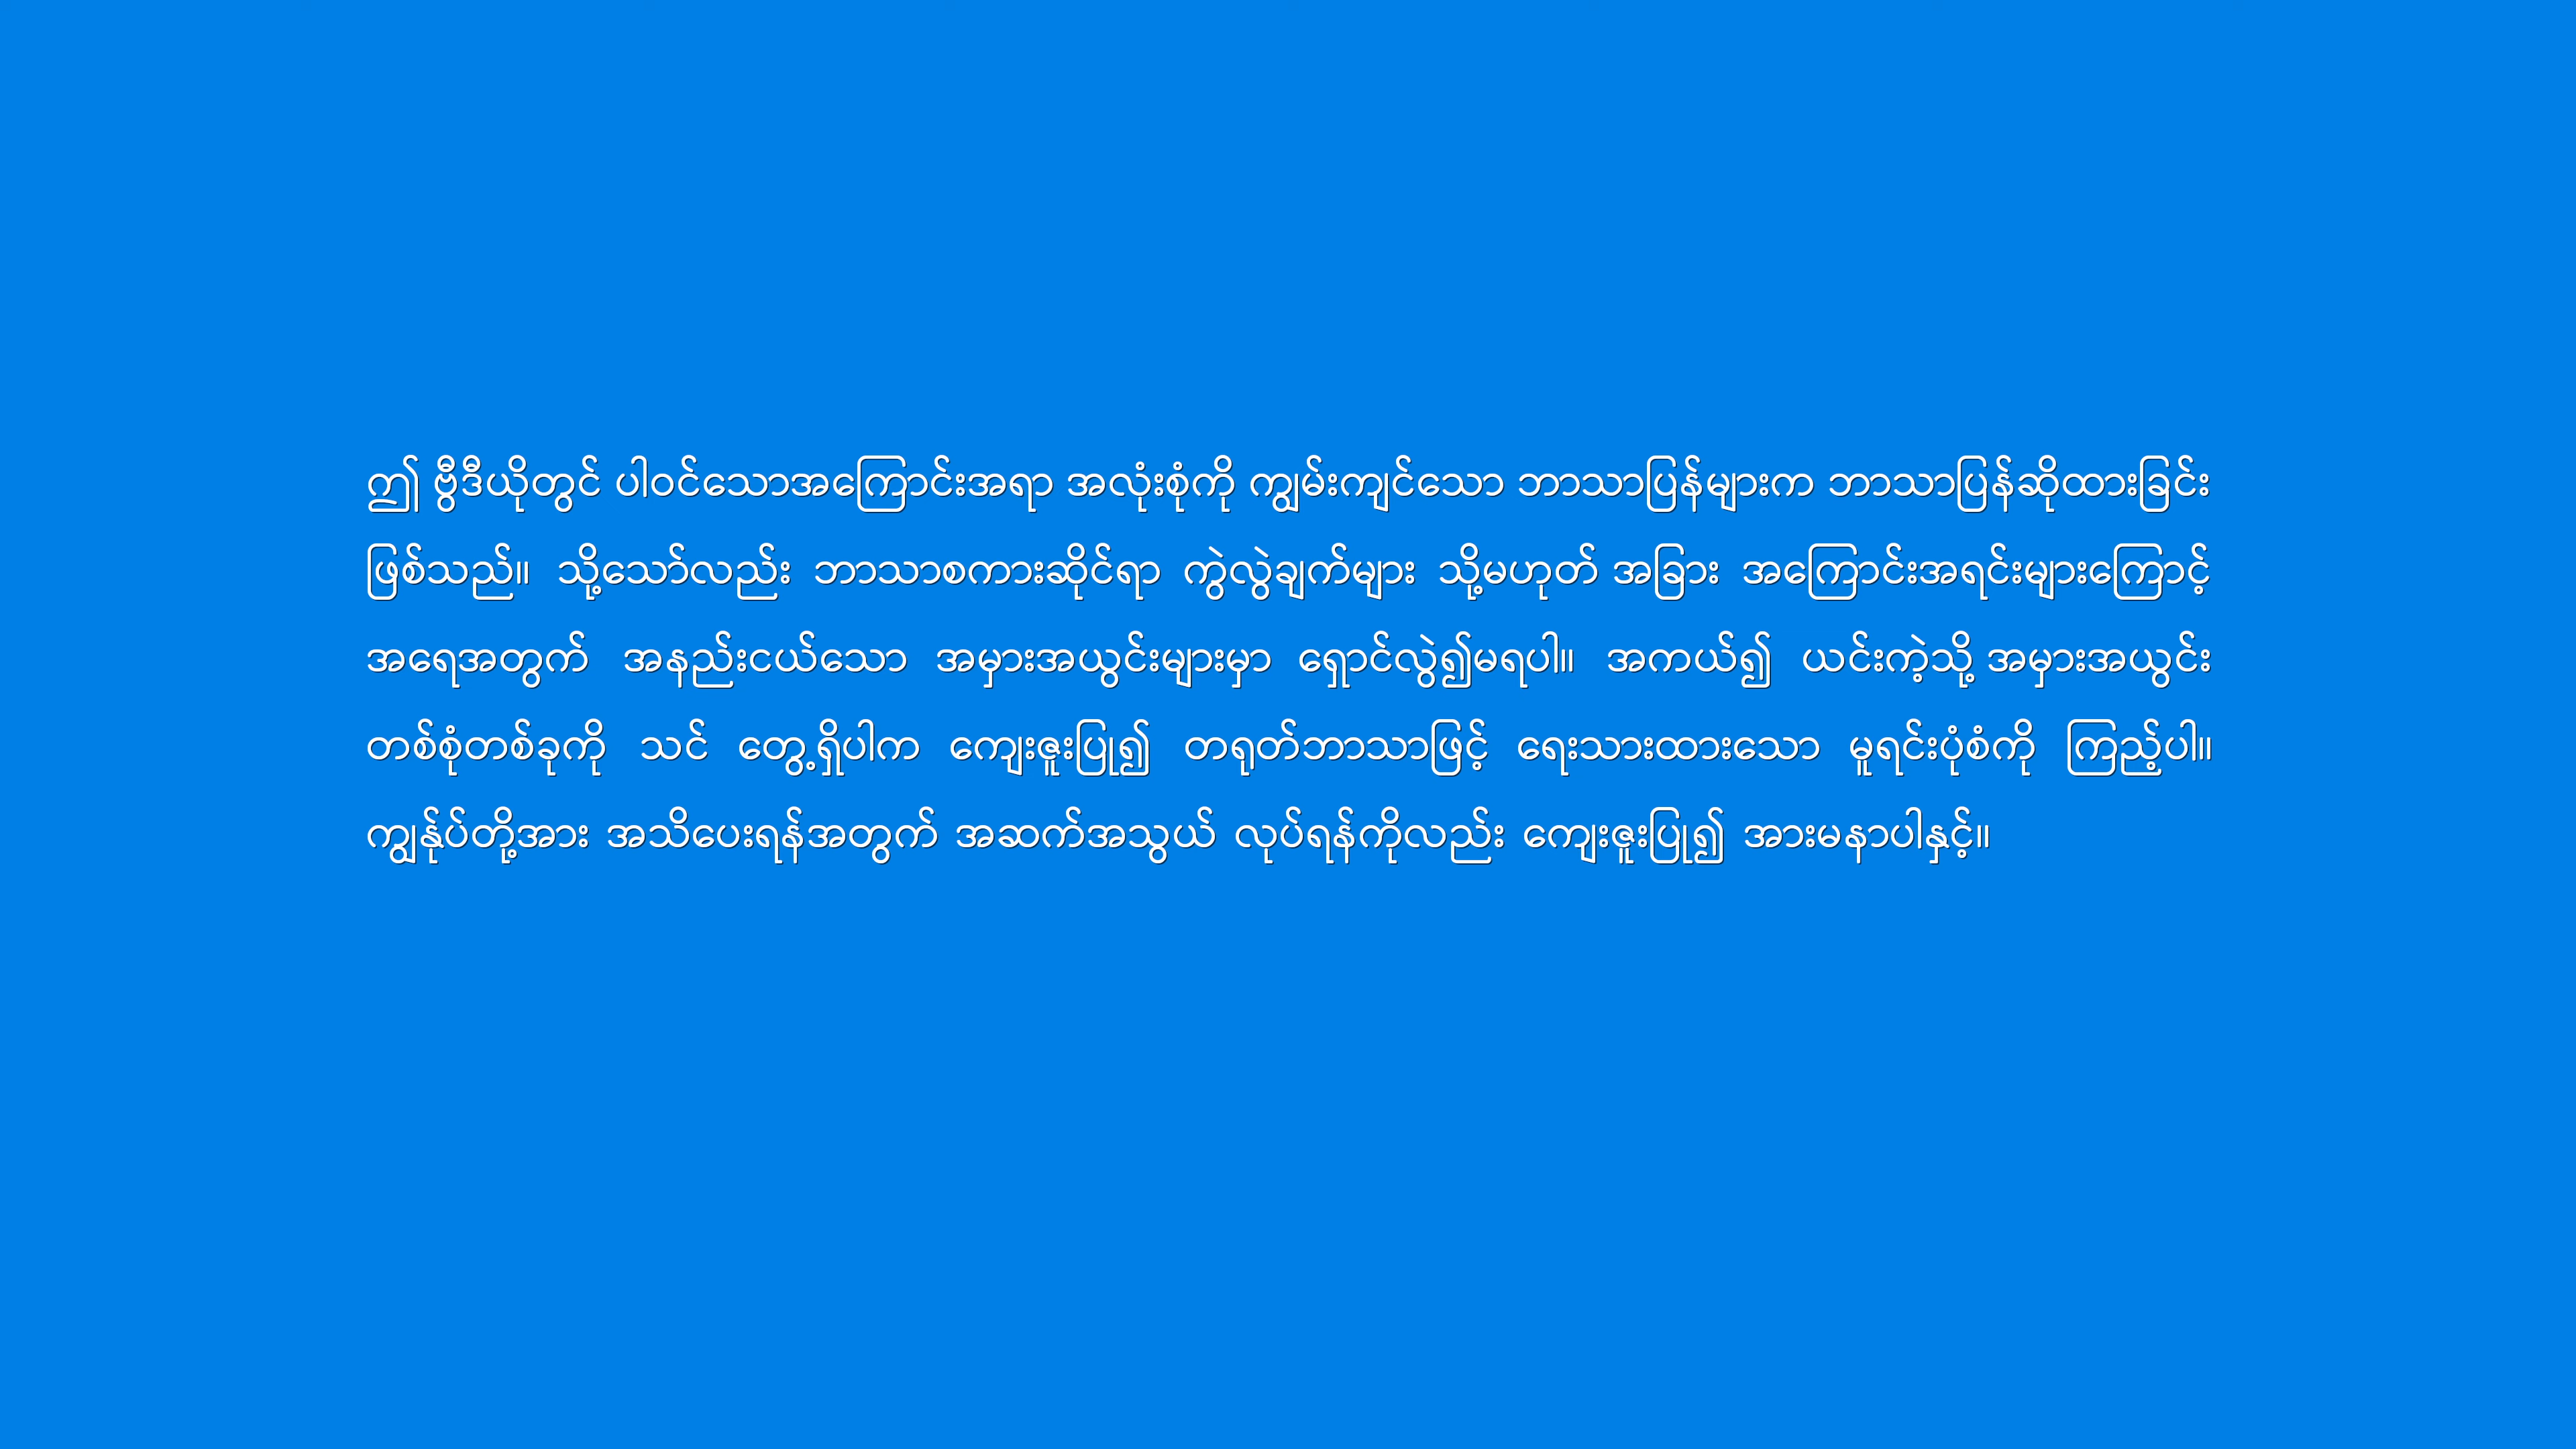 ဤ ဗွီဒီယိုတွင် ပါဝင်သောအကြောင်းအရာ အလုံးစုံကို ကျွမ်းကျင်သော ဘာသာပြန်များက ဘာသာပြန်ဆိုထားခြင်း
ဖြစ်သည်။ သို့သော်လည်း ဘာသာစကားဆိုင်ရာ ကွဲလွဲချက်များ သို့မဟုတ် အခြား အကြောင်းအရင်းများကြောင့်
အရေအတွက် အနည်းငယ်သော အမှားအယွင်းများမှာ ရှောင်လွဲ၍မရပါ။ အကယ်၍ ယင်းကဲ့သို့ အမှားအယွင်း
တစ်စုံတစ်ခုကို သင် တွေ့ရှိပါက ကျေးဇူးပြု၍ တရုတ်ဘာသာဖြင့် ရေးသားထားသော မူရင်းပုံစံကို ကြည့်ပါ။
ကျွန်ုပ်တို့အား အသိပေးရန်အတွက် အဆက်အသွယ် လုပ်ရန်ကိုလည်း ကျေးဇူးပြု၍ အားမနာပါနှင့်။